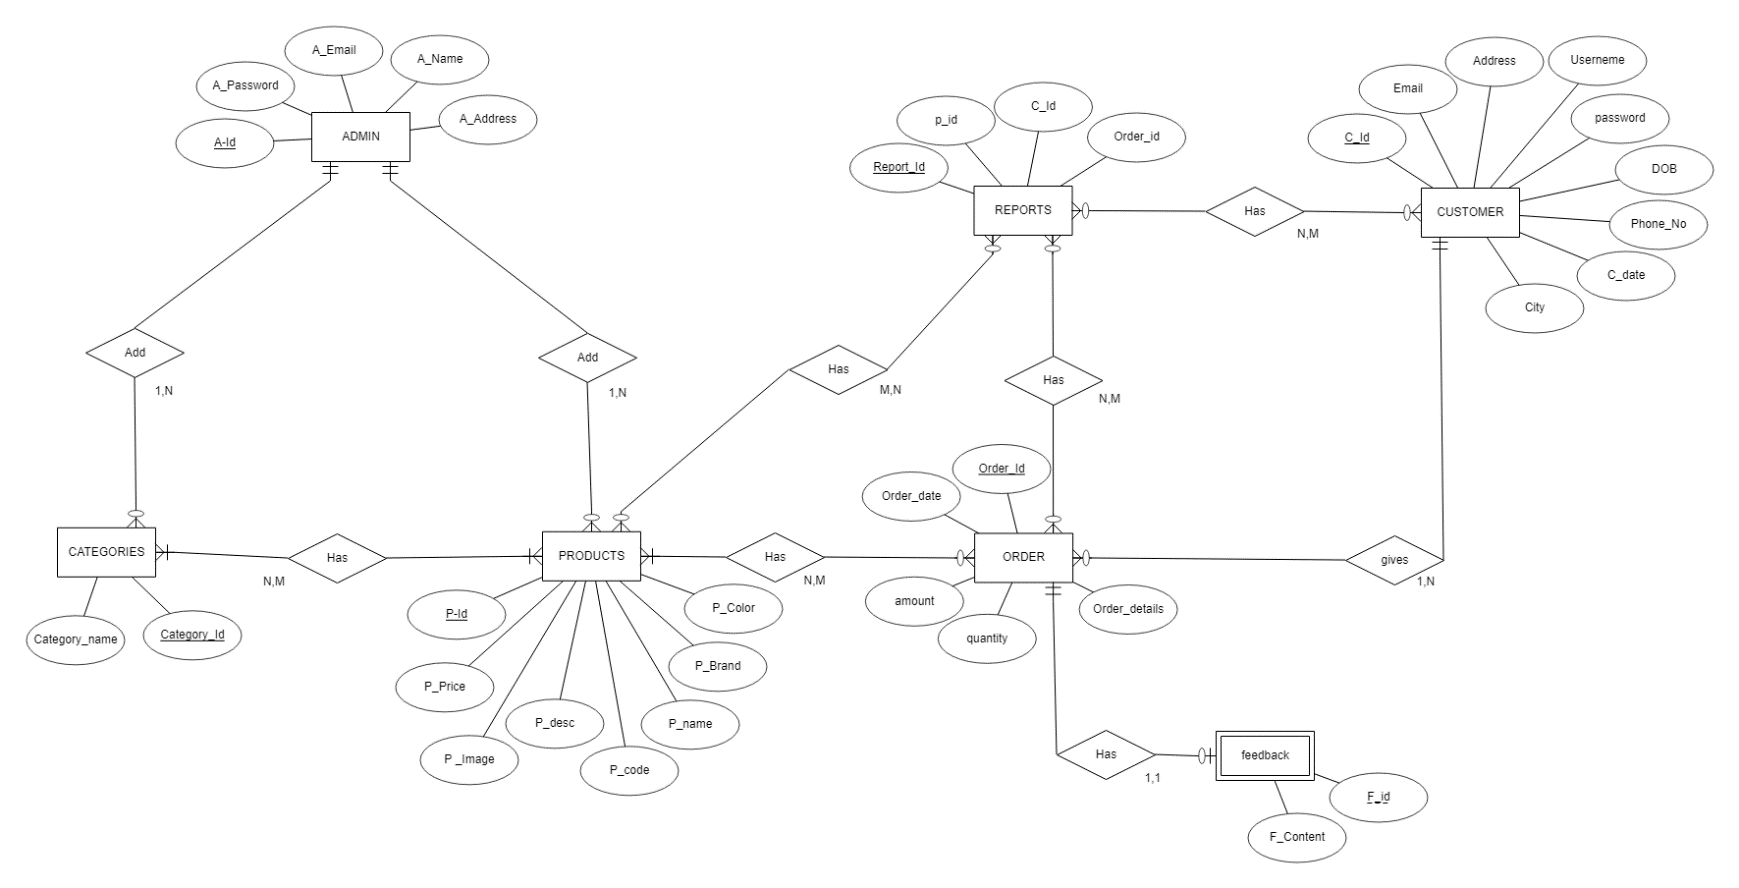 A_Email
A_Name
A_Password
A_Address
ADMIN
A-Id
Add
1,N
Add
1,N
p_id
C_Id
Order_id
Report_Id
REPORTS
Has
N,M
Address
Userneme
Email
password
C_Id
DOB
CUSTOMER
Phone_No
C_date
City
Has
M,N
Has
N,M
CATEGORIES
Has
N,M
Category_name
Category_Id
PRODUCTS
Has
N,M
P-Id
P_Color
P_Price
P_Brand
P_desc
P_name
P _Image
P_code
Order_Id
Order_date
ORDER
amount
quantity
Order_details
gives
1,N
Has
1,1
feedback
F_id
F_Content